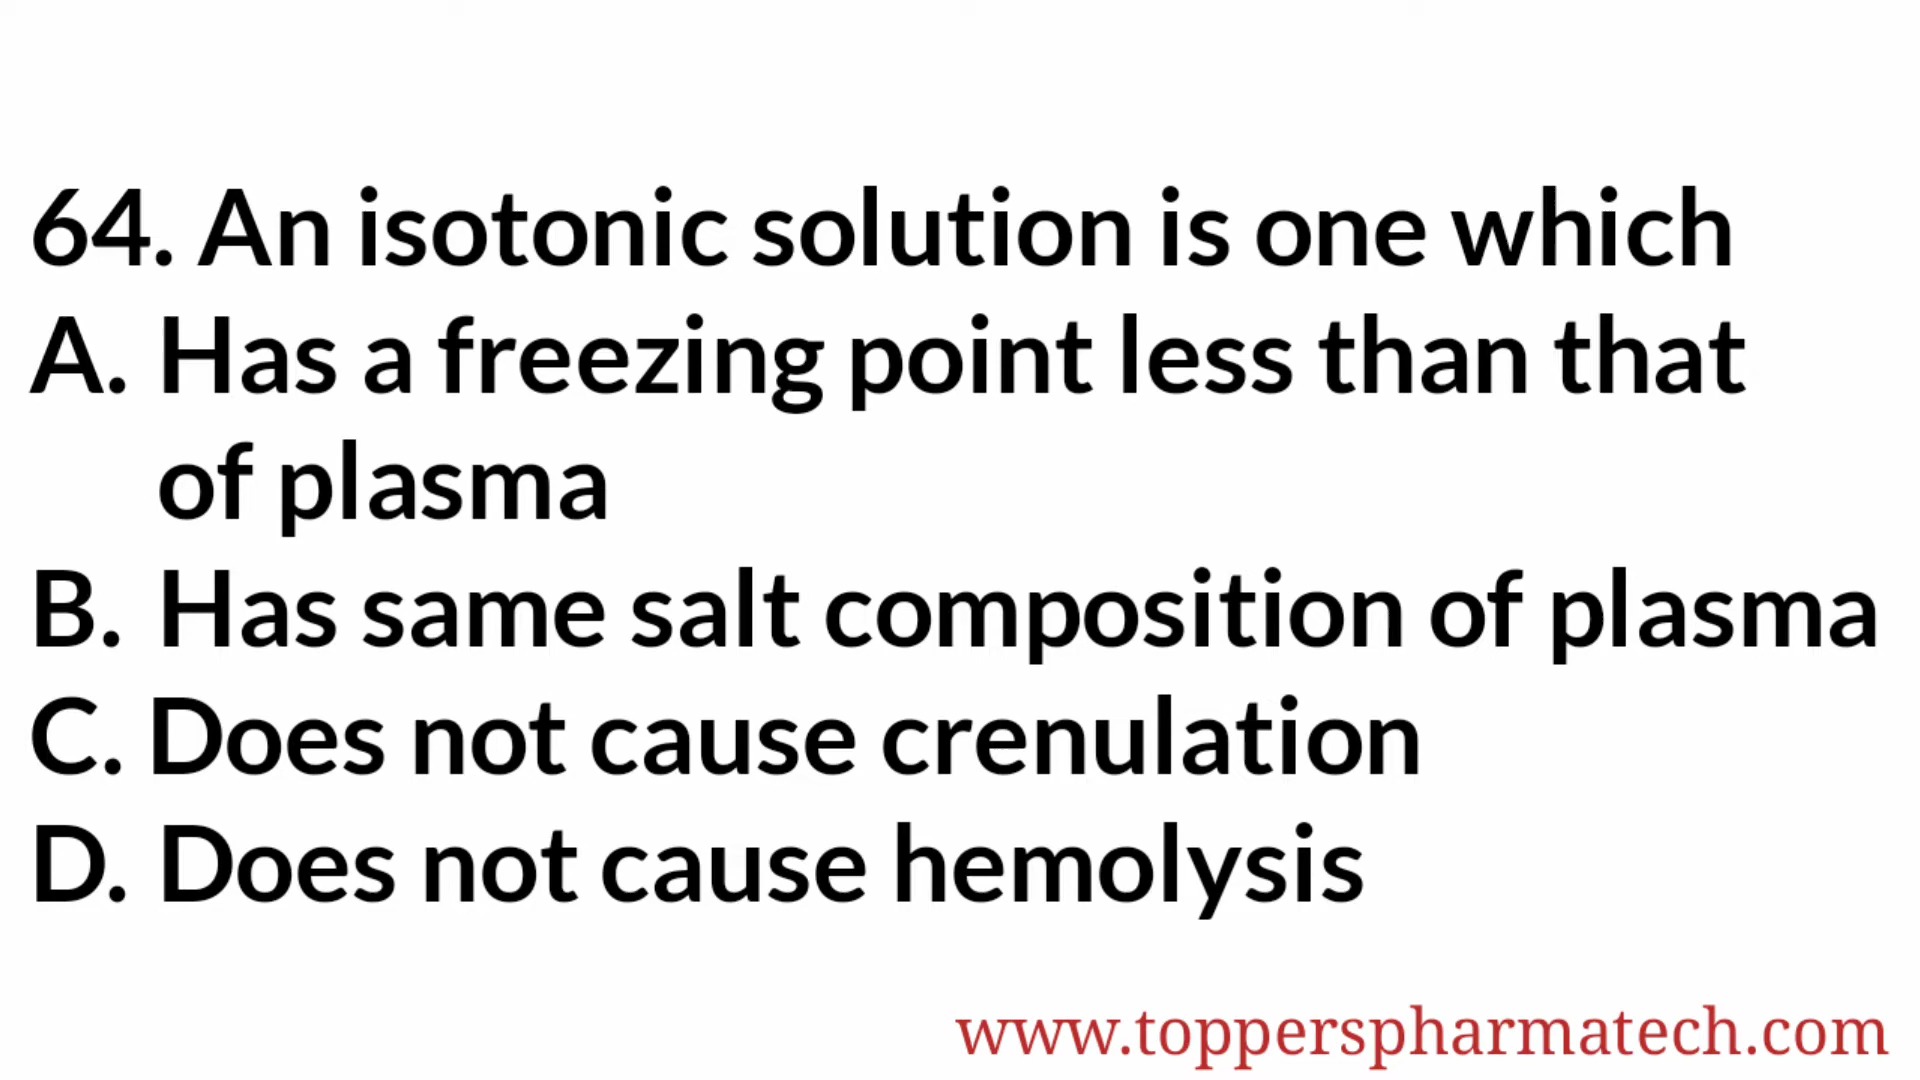 64. An isotonic solution is one which
A. Has a freezing point less than that
of plasma
B. Has same salt composition of plasma
C. Does not cause crenulation
D. Does not cause hemolysis
www.topperspharmatech.com